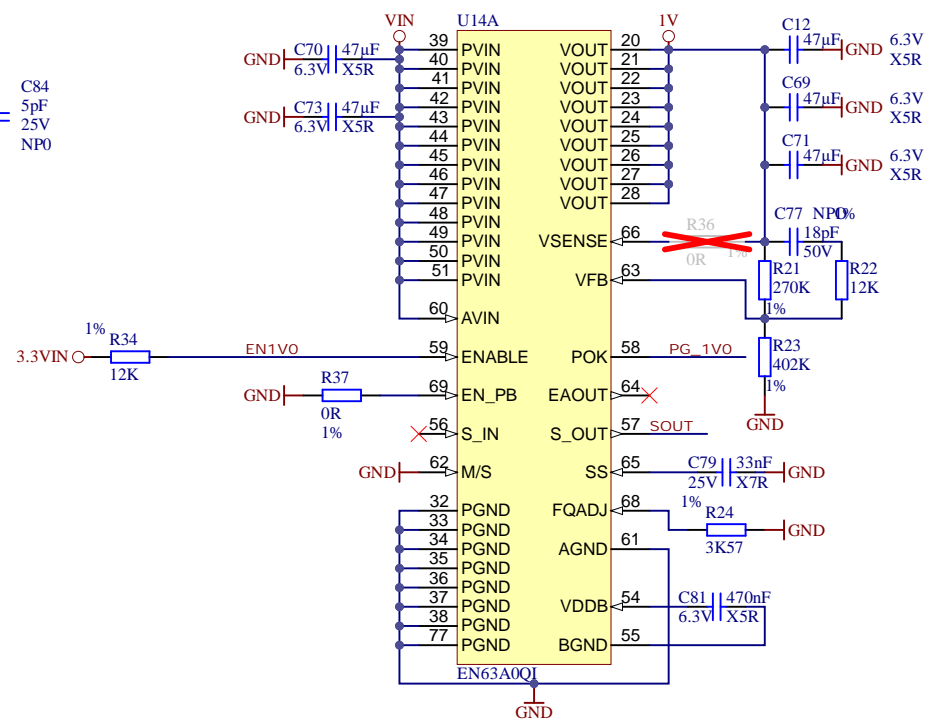 VIN
U14A
1V
C12
47µF
GND
6.3V
X5R
C70
47µF
GND
6.3V
X5R
39
PVIN
VOUT
20
40
PVIN
VOUT
21
C84
5pF
25V
NP0
41
PVIN
VOUT
22
C69
47µF
GND
6.3V
X5R
42
PVIN
VOUT
23
C73
47µF
GND
6.3V
X5R
43
PVIN
VOUT
24
44
PVIN
VOUT
25
C71
47µF
GND
6.3V
X5R
45
PVIN
VOUT
26
46
PVIN
VOUT
27
47
PVIN
VOUT
28
48
PVIN
49
PVIN
VSENSE
66
R36
0R
1%
C77
NP0
1%
18pF
50V
50
PVIN
51
PVIN
VFB
63
R21
270K
1%
R22
12K
60
AVIN
1%
R34
3.3VIN
12K
EN1V0
59
ENABLE
POK
58
PG_1V0
R23
402K
1%
GND
R37
GND
0R
1%
69
EN_PB
EAOUT
64
56
S_IN
S_OUT
57
SOUT
GND
62
M/S
SS
65
C79
33nF
GND
25V
X7R
32
PGND
FQADJ
68
1%
R24
GND
3K57
33
PGND
34
PGND
AGND
61
35
PGND
36
PGND
37
PGND
VDDB
54
C81
470nF
6.3V
X5R
38
PGND
77
PGND
BGND
55
EN63A0QI
GND